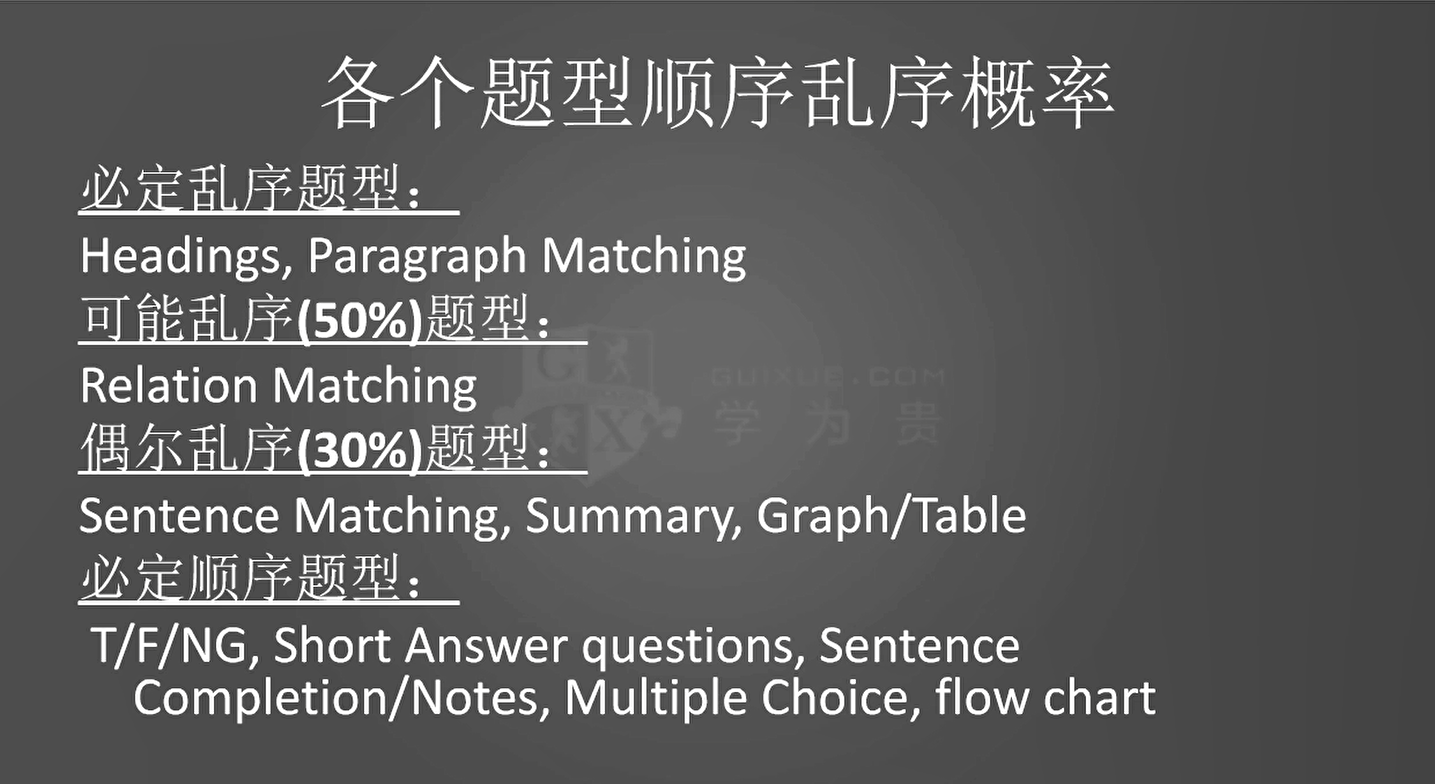 各个题型顺序乱序概率
必定乱序题型：
Headings, Paragraph Matching
可能乱序(50%)题型：
Relation Matching
GUIXUE.COM
学为贵
偶尔乱序(30%)题型：
Sentence Matching, Summary, Graph/Table
必定顺序题型：
T/F/NG, Short Answer questions, Sentence
Completion/Notes, Multiple Choice, flow chart